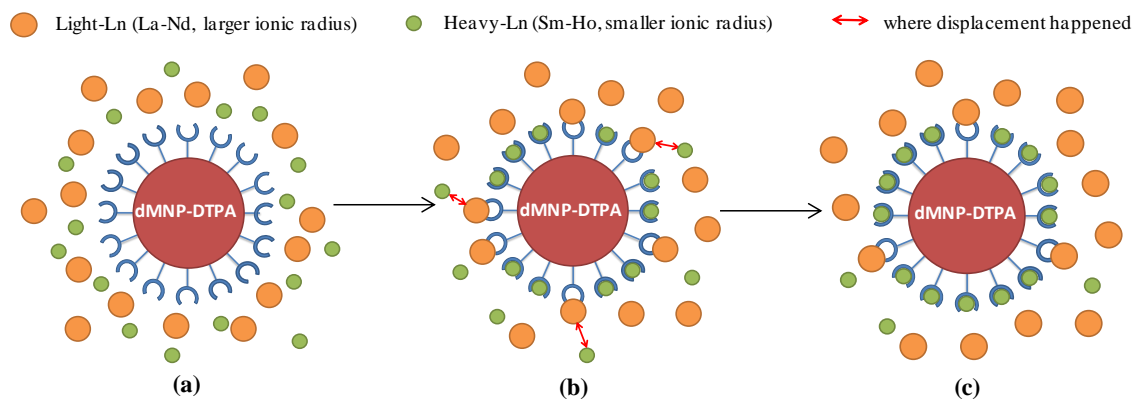 Light-Ln (La-Nd, larger ionic radius) Heavy-Ln (Sm-Ho, smaller ionic radius) where displacement happened
dMNP-DTPA dMNP-DTPA dMNP-DTPA
(a) (b) (c)